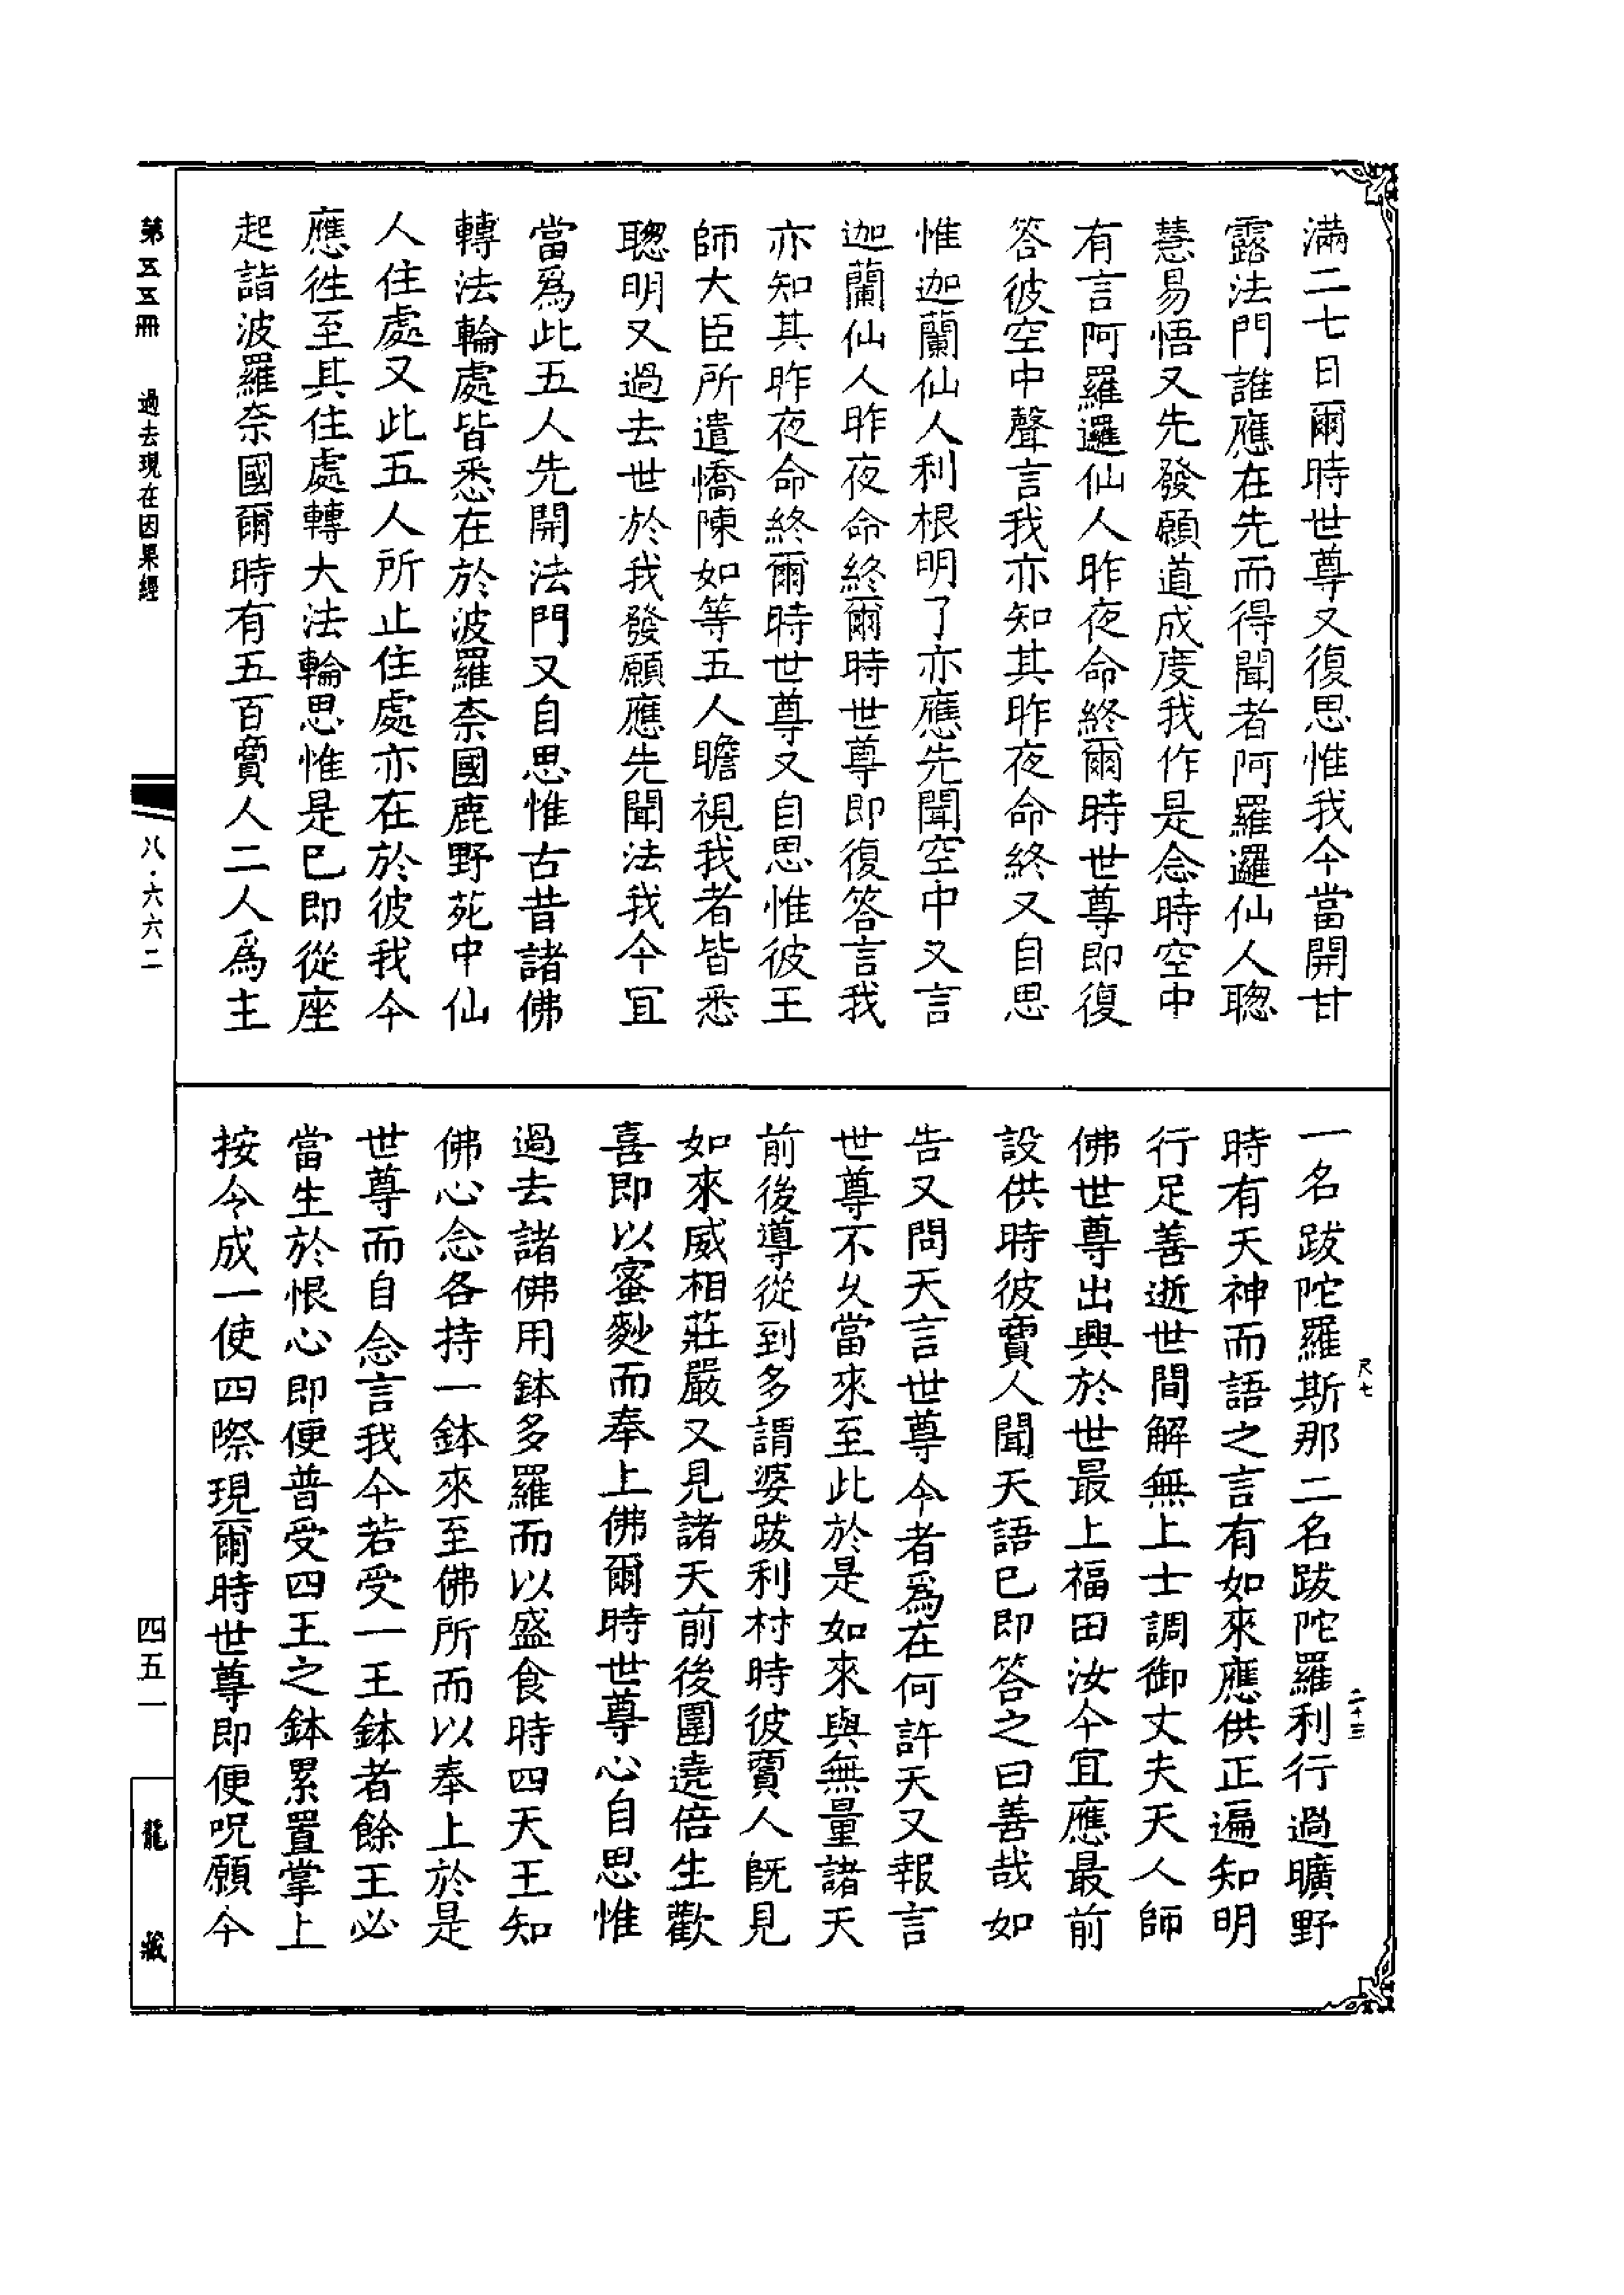 滿二七日爾時世尊又復思惟我今當開甘
露法門誰應在先而得聞者阿羅邏仙人聰
慧易悟又先發願道成度我作是念時空中
有言阿羅邏仙人昨夜命終爾時世尊即復
答彼空中聲言我亦知其昨夜命終又自思
惟迦蘭仙人利根明了亦應先聞空中又言
迦蘭仙人昨夜命終爾時世尊即復答言我
亦知其昨夜命終爾時世尊又自思惟彼王
師大臣所遣憍陳如等五人瞻視我者皆悉
聰明又過去世於我發願應先聞法我今宜
當爲此五人先開法門又自思惟古昔諸佛
轉法輪處皆悉在於波羅奈國鹿野苑中仙
人住處又此五人所止住處亦在於彼我今
應徃至其住處轉大法輪思惟是已即從座
起詣波羅奈國爾時有五百賣人二人爲主
一名跋陀羅斯那二名跋陀羅利行過曠野
時有天神而語之言有如來應供正遍知明
行足善逝世間解無上士調御丈夫天人師
佛世尊出興於世最上福田汝今宜應最前
設供時彼賣人聞天語已即答之曰善哉如
告又問天言世尊今者爲在何許天又報言
世尊不久當來至此於是如來與無量諸天
前後導從到多謂婆跋利村時彼賣人既見
如來威相莊嚴又見諸天前後圍遶倍生歡
喜即以蜜麨而奉上佛爾時世尊心自思惟
過去諸佛用鉢多羅而以盛食時四天王知
佛心念各持一鉢來至佛所而以奉上於是
世尊而自念言我今若受一王鉢者餘王必
當生於恨心即便普受四王之鉢累置掌上
按令成一使四際現爾時世尊即便呪願今
尺七
二十三
第五五冊
過去現在因果經
八·六六二
四五一
龍藏